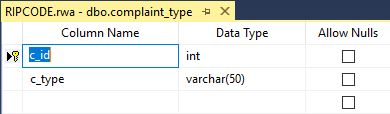 RIPCODE.rwa - dbo.complaint_type
Column Name Data Type Allow Nulls
c_id int
c_type varchar(50)